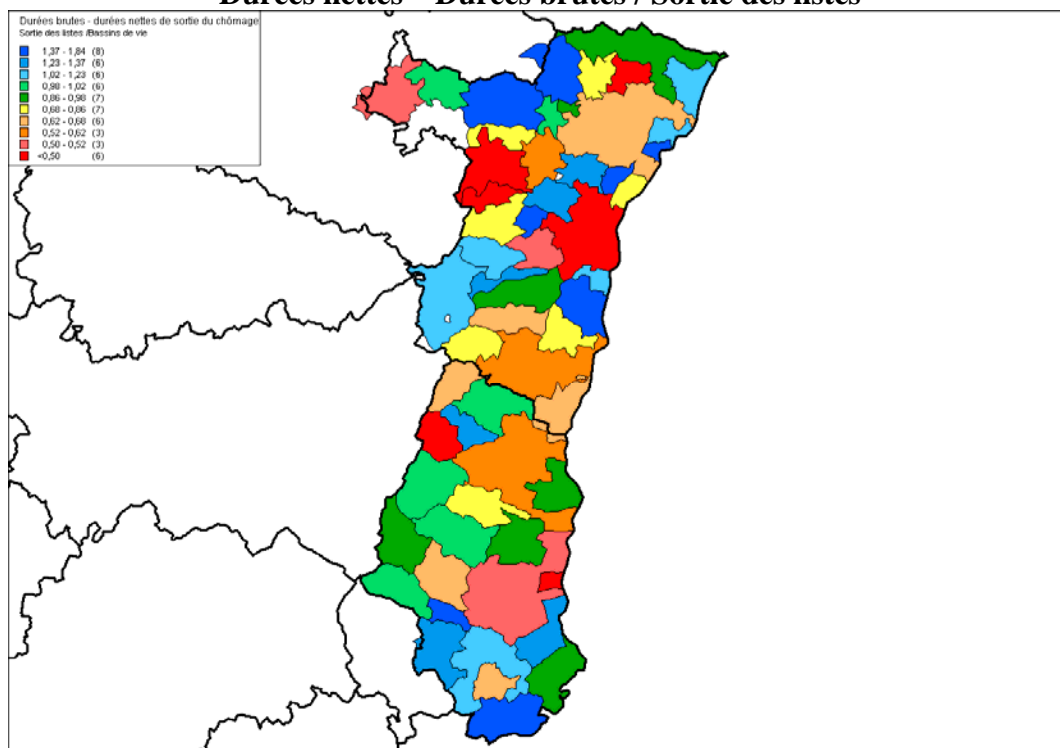 Durées nettes – Durées brutes / Sortie des listes
Durées brutes - durées nettes de sortie du chômage
Sortie des listes /Bassins de vie
1,37 - 1,84 (8)
1,23 - 1,37 (6)
1,02 - 1,23 (6)
0,98 - 1,02 (6)
0,86 - 0,98 (7)
0,68 - 0,86 (7)
0,62 - 0,68 (6)
0,52 - 0,62 (3)
0,50 - 0,52 (3)
<0,50 (6)